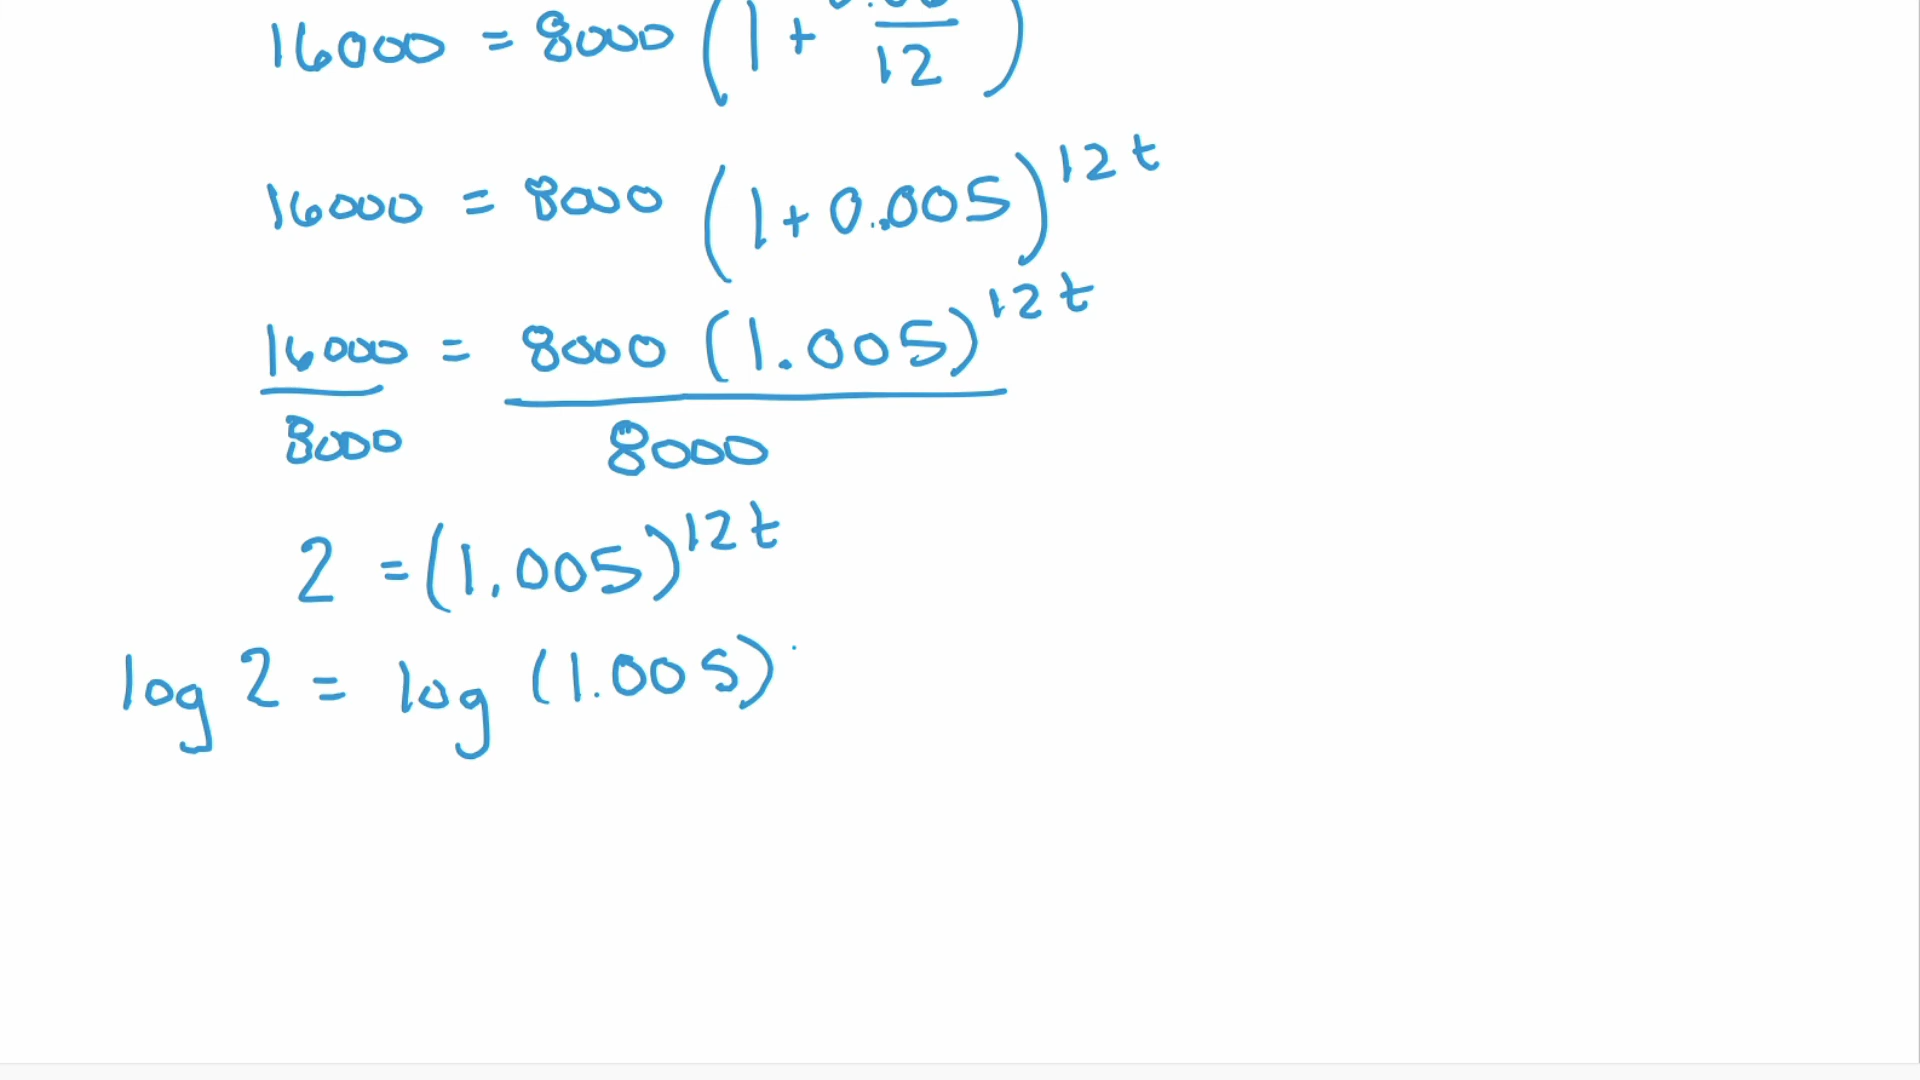 16000 = 8000 (1 + /12)
16000 = 8000 (1 + 0.005)^12t
16000/8000 = 8000 (1.005)^12t/8000
2 = (1.005)^12t
log 2 = log (1.005)